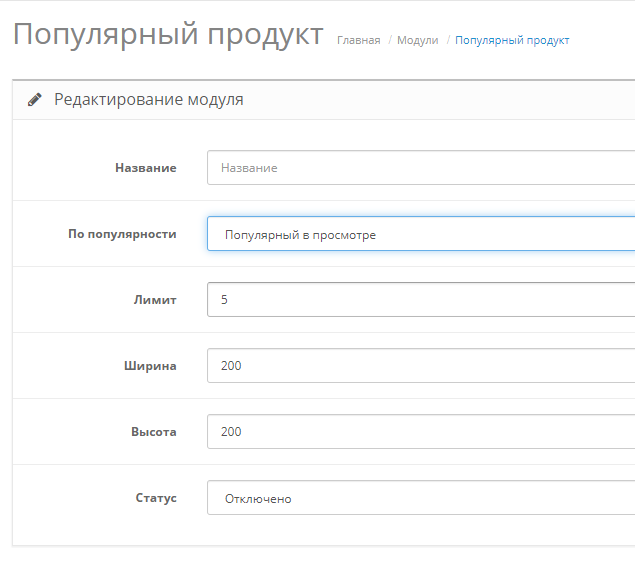 Популярный продукт Главная / Модули / Популярный продукт
Редактирование модуля
Название Название
По популярности Популярный в просмотре
Лимит 5
Ширина 200
Высота 200
Статус Отключено